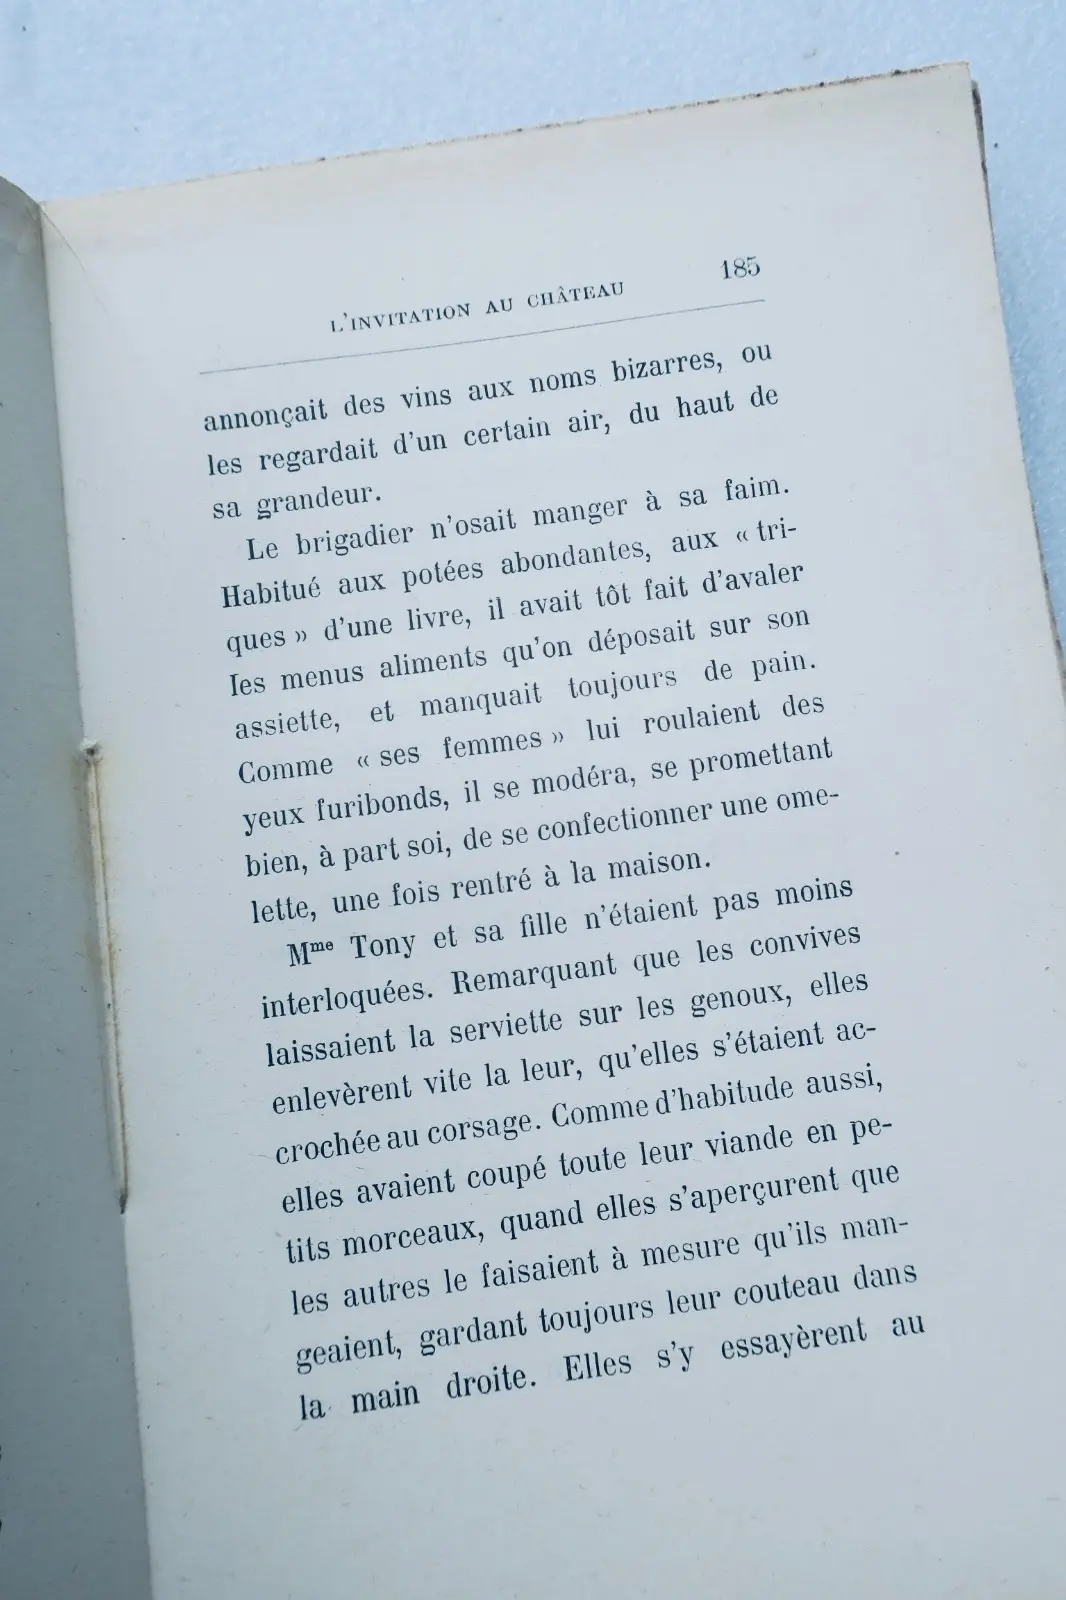 L'INVITATION AU CHÂTEAU 185
annonçait des vins aux noms bizarres, ou
les regardait d'un certain air, du haut de
sa grandeur.
Le brigadier n'osait manger à sa faim.
Habitué aux potées abondantes, aux « tri-
ques » d'une livre, il avait tôt fait d'avaler
les menus aliments qu'on déposait sur son
assiette, et manquait toujours de pain.
Comme « ses femmes » lui roulaient des
yeux furibonds, il se modéra, se promettant
bien, à part soi, de se confectionner une ome-
lette, une fois rentré à la maison.
Mme Tony et sa fille n'étaient pas moins
interloquées. Remarquant que les convives
laissaient la serviette sur les genoux, elles
enlevèrent vite la leur, qu'elles s'étaient ac-
crochée au corsage. Comme d'habitude aussi,
elles avaient coupé toute leur viande en pe-
tits morceaux, quand elles s'aperçurent que
les autres le faisaient à mesure qu'ils man-
geaient, gardant toujours leur couteau dans
la main droite. Elles s'y essayèrent au